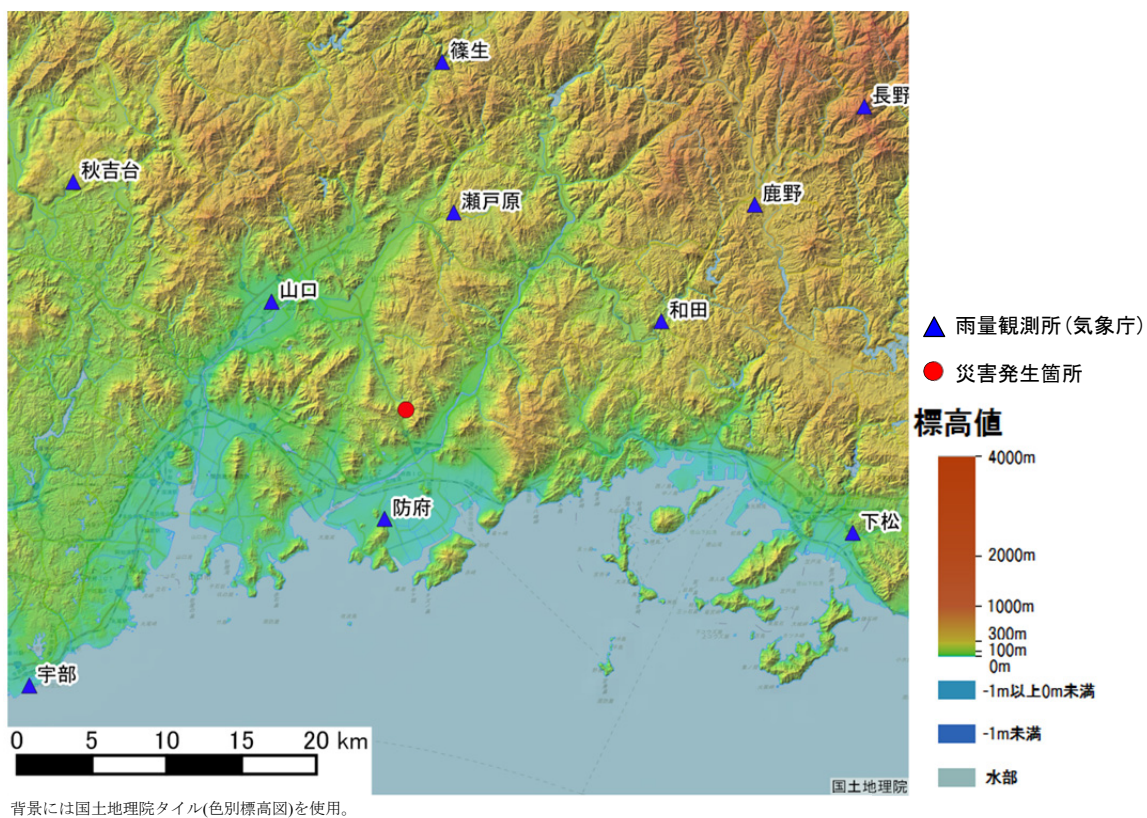 篠生
長野
秋吉台
瀬戸原
鹿野
山口
和田
防府
下松
宇部
0 5 10 15 20 km
国土地理院
雨量観測所(気象庁)
災害発生箇所
標高値
4000m
2000m
1000m
300m
100m
0m
-1m以上0m未満
-1m未満
水部
背景には国土地理院タイル(色別標高図)を使用。